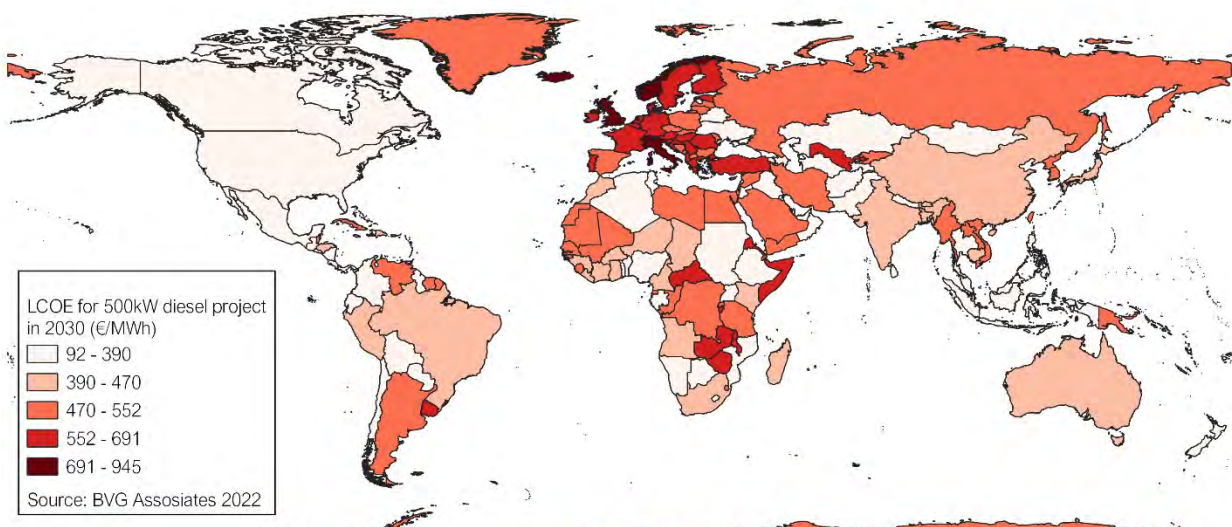 LCOE for 500kW diesel project
in 2030 (€/MWh)
92 - 390
390 - 470
470 - 552
552 - 691
691 - 945
Source: BVG Assosiates 2022